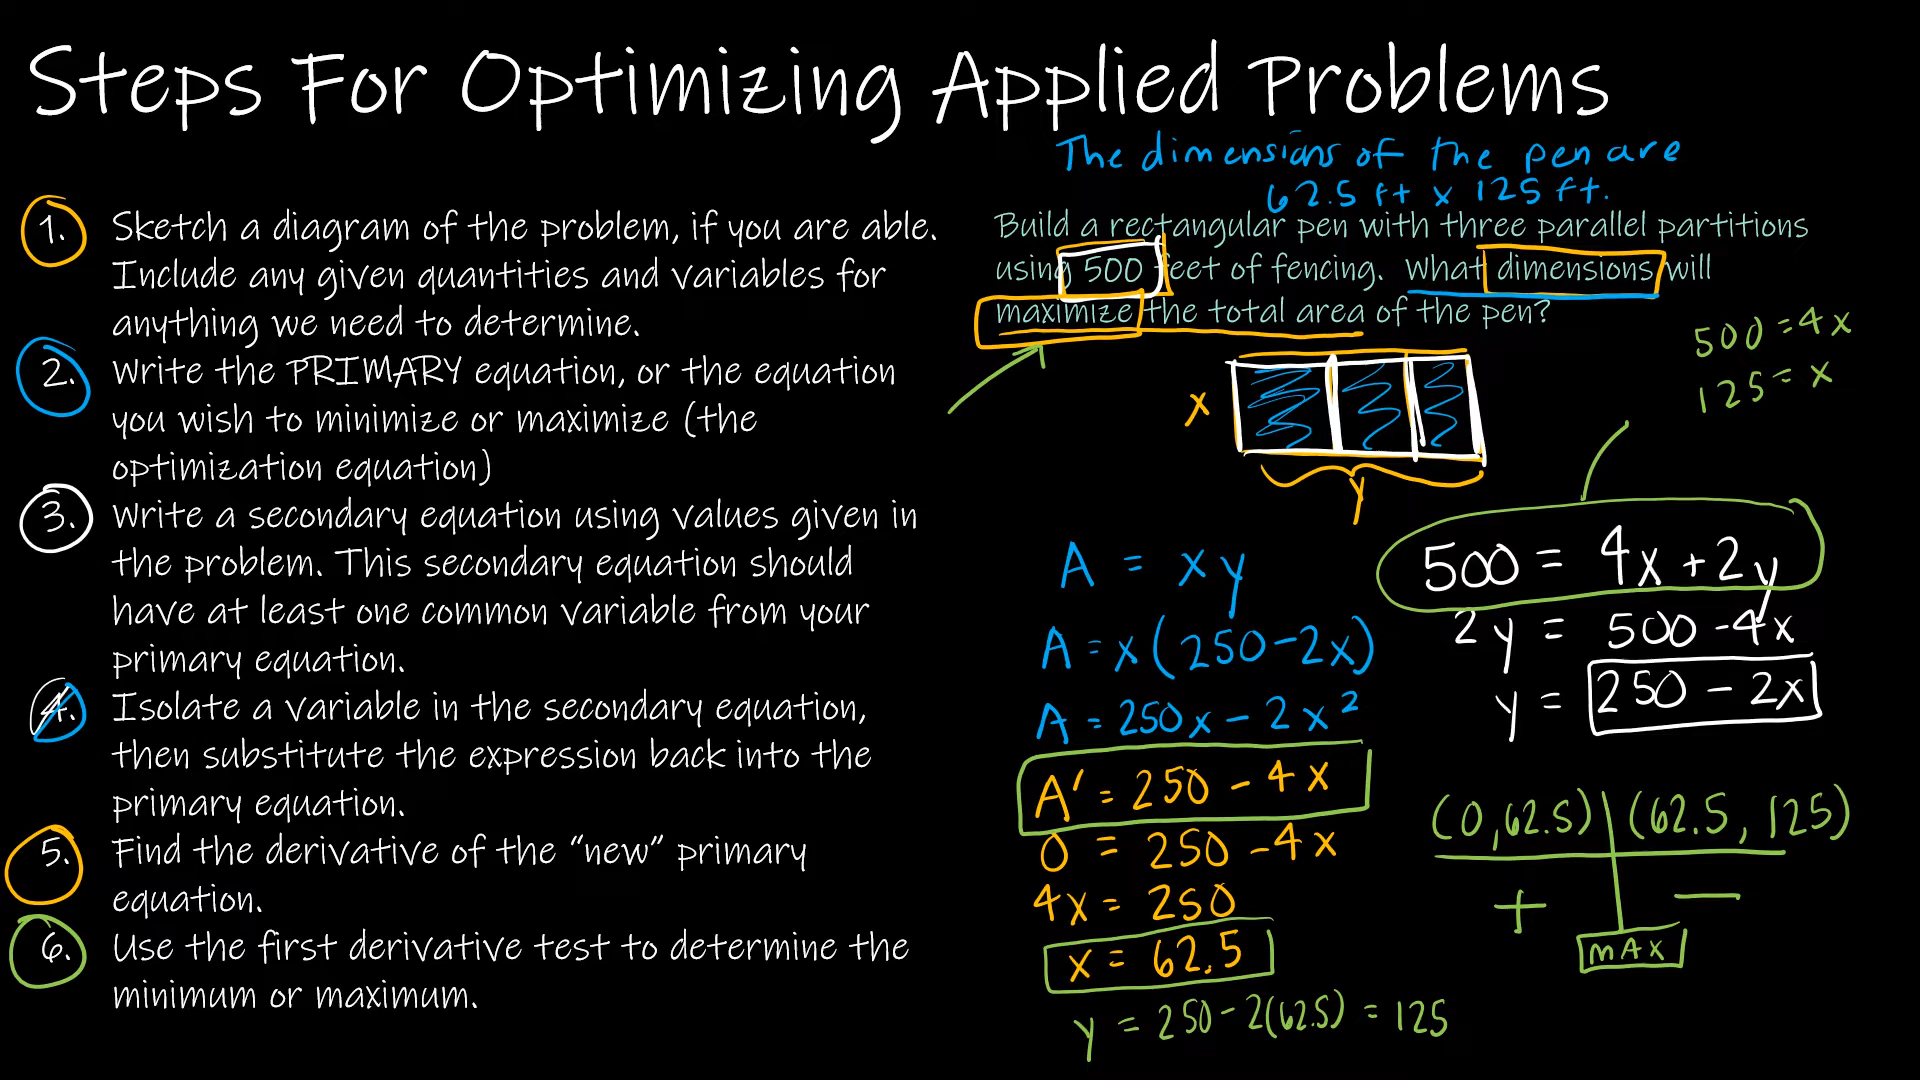 Steps For Optimizing Applied Problems
1. Sketch a diagram of the problem, if you are able.
Include any given quantities and variables for
anything we need to determine.
2. Write the PRIMARY equation, or the equation
you wish to minimize or maximize (the
optimization equation)
3. Write a secondary equation using values given in
the problem. This secondary equation should
have at least one common variable from your
primary equation.
4. Isolate a variable in the secondary equation,
then substitute the expression back into the
primary equation.
5. Find the derivative of the “new” primary
equation.
6. Use the first derivative test to determine the
minimum or maximum.
The dimensions of the pen are
62.5 ft x 125 ft.
Build a rectangular pen with three parallel partitions
using 500 feet of fencing. What dimensions will
maximize the total area of the pen?
500 = 4x
125 = x
x
y
A = xy
A = x(250-2x)
A = 250x - 2x²
A' = 250 - 4x
0 = 250 - 4x
4x = 250
x = 62.5
y = 250 - 2(62.5) = 125
500 = 4x + 2y
2y = 500 - 4x
y = 250 - 2x
(0, 62.5) | (62.5, 125)
+ | −
MAX